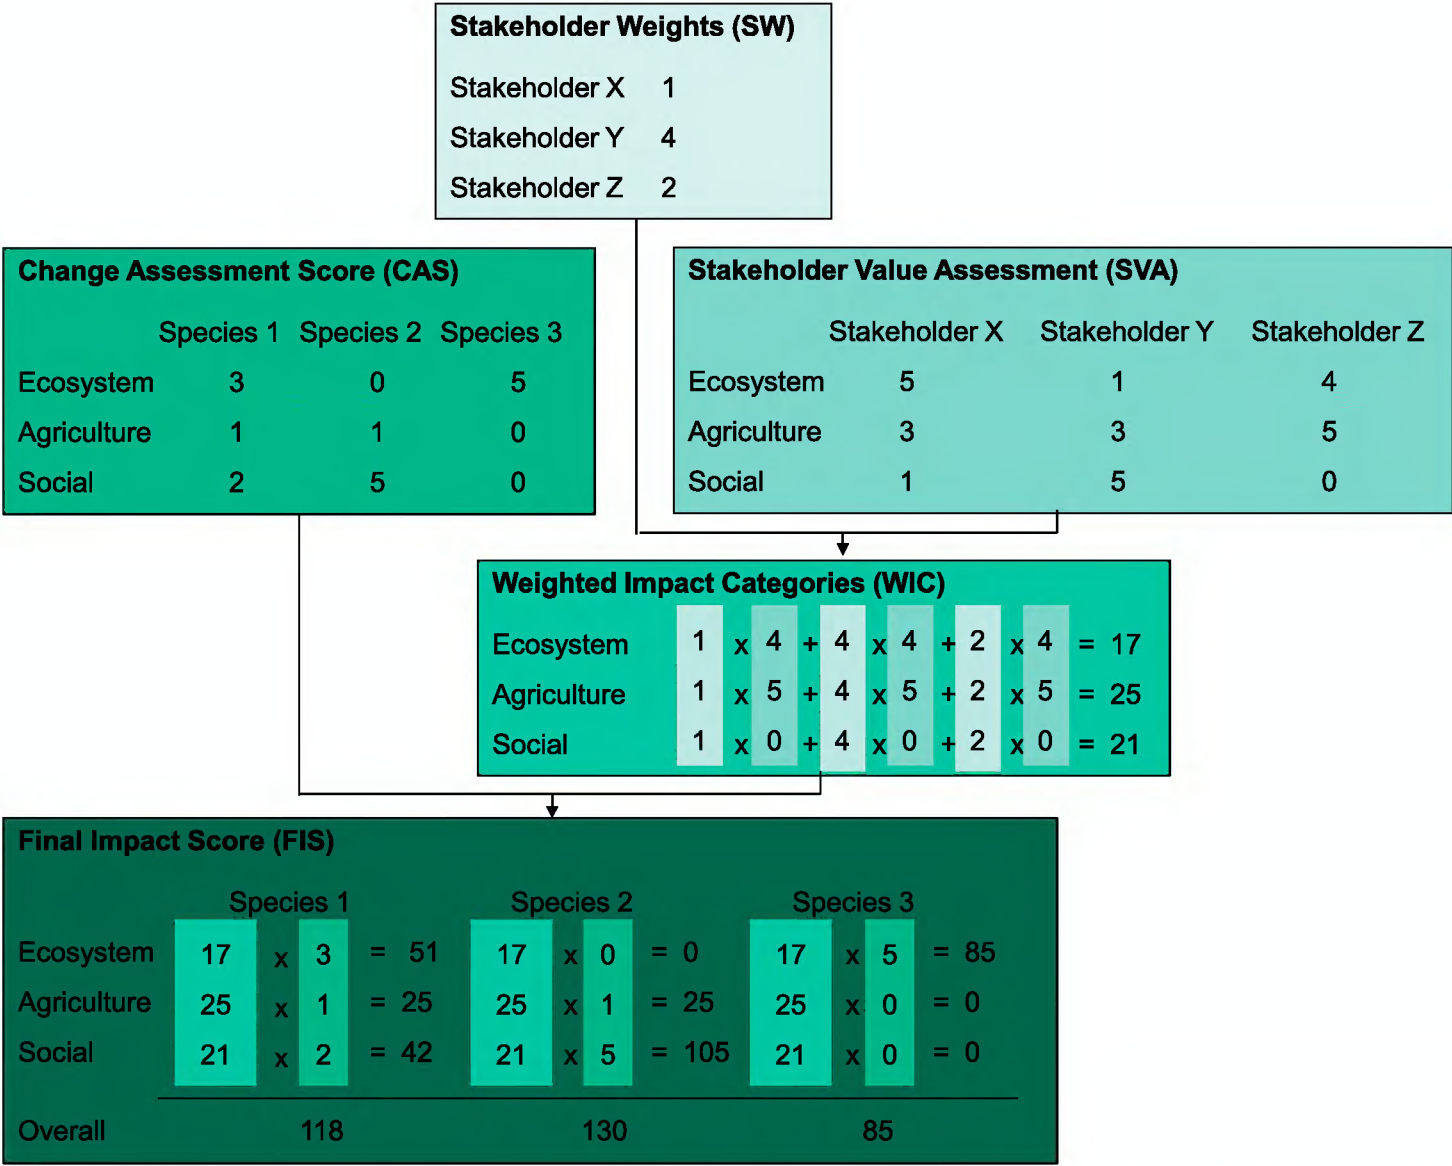 Stakeholder Weights (SW)
Stakeholder X 1
Stakeholder Y 4
Stakeholder Z 2
Change Assessment Score (CAS)
Species 1 Species 2 Species 3
Ecosystem 3 0 5
Agriculture 1 1 0
Social 2 5 0
Stakeholder Value Assessment (SVA)
Stakeholder X Stakeholder Y Stakeholder Z
Ecosystem 5 1 4
Agriculture 3 3 5
Social 1 5 0
Weighted Impact Categories (WIC)
Ecosystem 1 x 4 + 4 x 4 + 2 x 4 = 17
Agriculture 1 x 5 + 4 x 5 + 2 x 5 = 25
Social 1 x 0 + 4 x 0 + 2 x 0 = 21
Final Impact Score (FIS)
Species 1 Species 2 Species 3
Ecosystem 17 x 3 = 51 17 x 0 = 0 17 x 5 = 85
Agriculture 25 x 1 = 25 25 x 1 = 25 25 x 0 = 0
Social 21 x 2 = 42 21 x 5 = 105 21 x 0 = 0
Overall 118 130 85